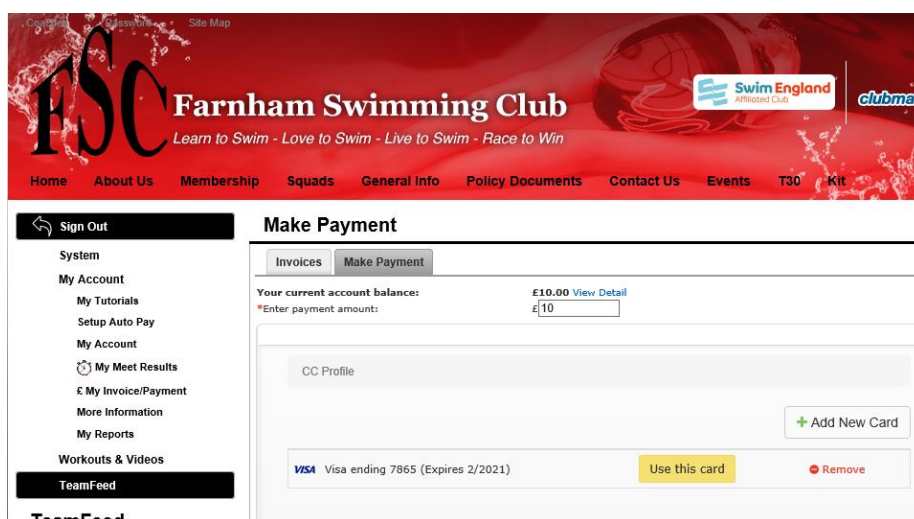 Coaches Password Site Map
FSC
Farnham Swimming Club
Learn to Swim - Love to Swim - Live to Swim - Race to Win
Swim England
Affiliated Club
clubma
Home About Us Membership Squads General Info Policy Documents Contact Us Events T30 Kit
Sign Out
System
My Account
My Tutorials
Setup Auto Pay
My Account
My Meet Results
£ My Invoice/Payment
More Information
My Reports
Workouts & Videos
TeamFeed
TeamFeed
Make Payment
Invoices Make Payment
Your current account balance: £10.00 View Detail
*Enter payment amount: £10
CC Profile
+ Add New Card
VISA Visa ending 7865 (Expires 2/2021) Use this card Remove